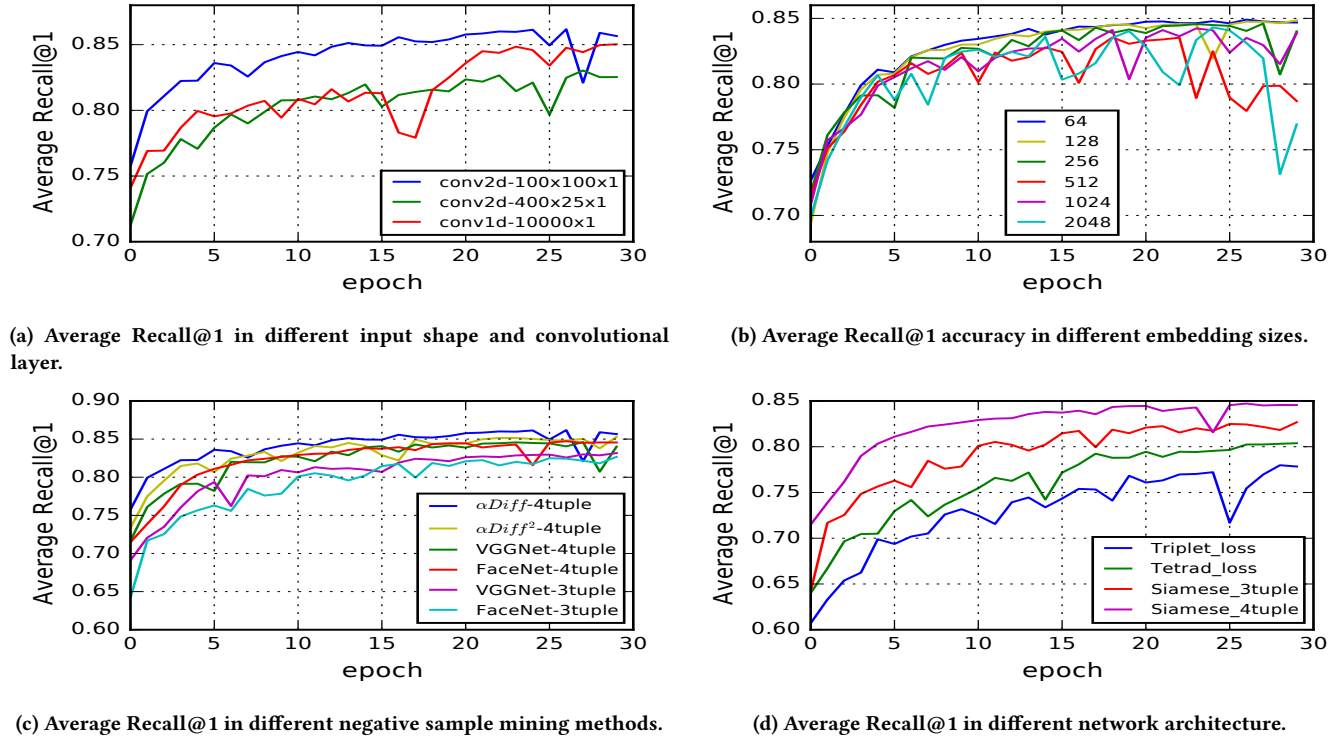 0.85
0.80
0.75
0.70
Average Recall@1
conv2d-100x100x1
conv2d-400x25x1
conv1d-10000x1
0 5 10 15 20 25 30
epoch
(a) Average Recall@1 in different input shape and convolutional
layer.
0.85
0.80
0.75
0.70
Average Recall@1
64
128
256
512
1024
2048
0 5 10 15 20 25 30
epoch
(b) Average Recall@1 accuracy in different embedding sizes.
0.90
0.85
0.80
0.75
0.70
0.65
0.60
Average Recall@1
αDiff-4tuple
αDiff²-4tuple
VGGNet-4tuple
FaceNet-4tuple
VGGNet-3tuple
FaceNet-3tuple
0 5 10 15 20 25 30
epoch
(c) Average Recall@1 in different negative sample mining methods.
0.85
0.80
0.75
0.70
0.65
0.60
Average Recall@1
Triplet_loss
Tetrad_loss
Siamese_3tuple
Siamese_4tuple
0 5 10 15 20 25 30
epoch
(d) Average Recall@1 in different network architecture.